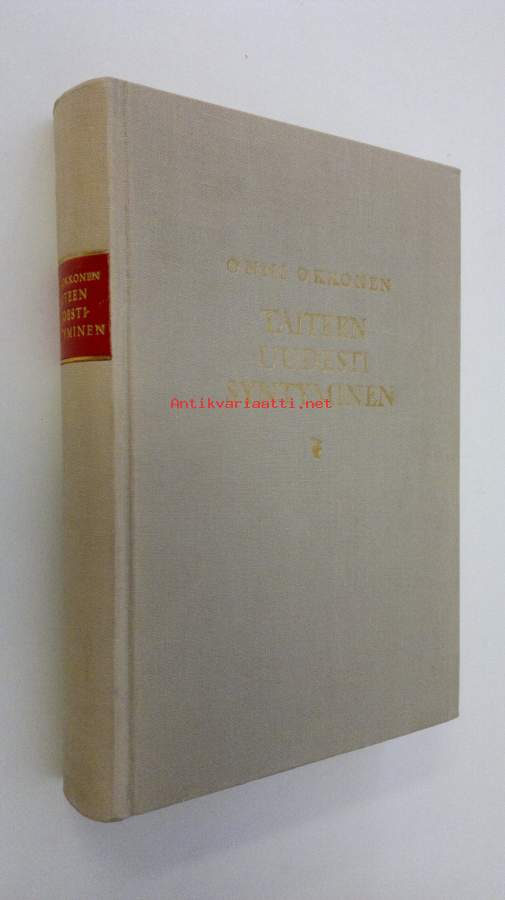 OKKONEN
TEEN
DESTI-
YMINEN
ONNI OKKONEN
TAITEEN
UUDESTI
SYNTYMINEN
Antikvariaatti.net